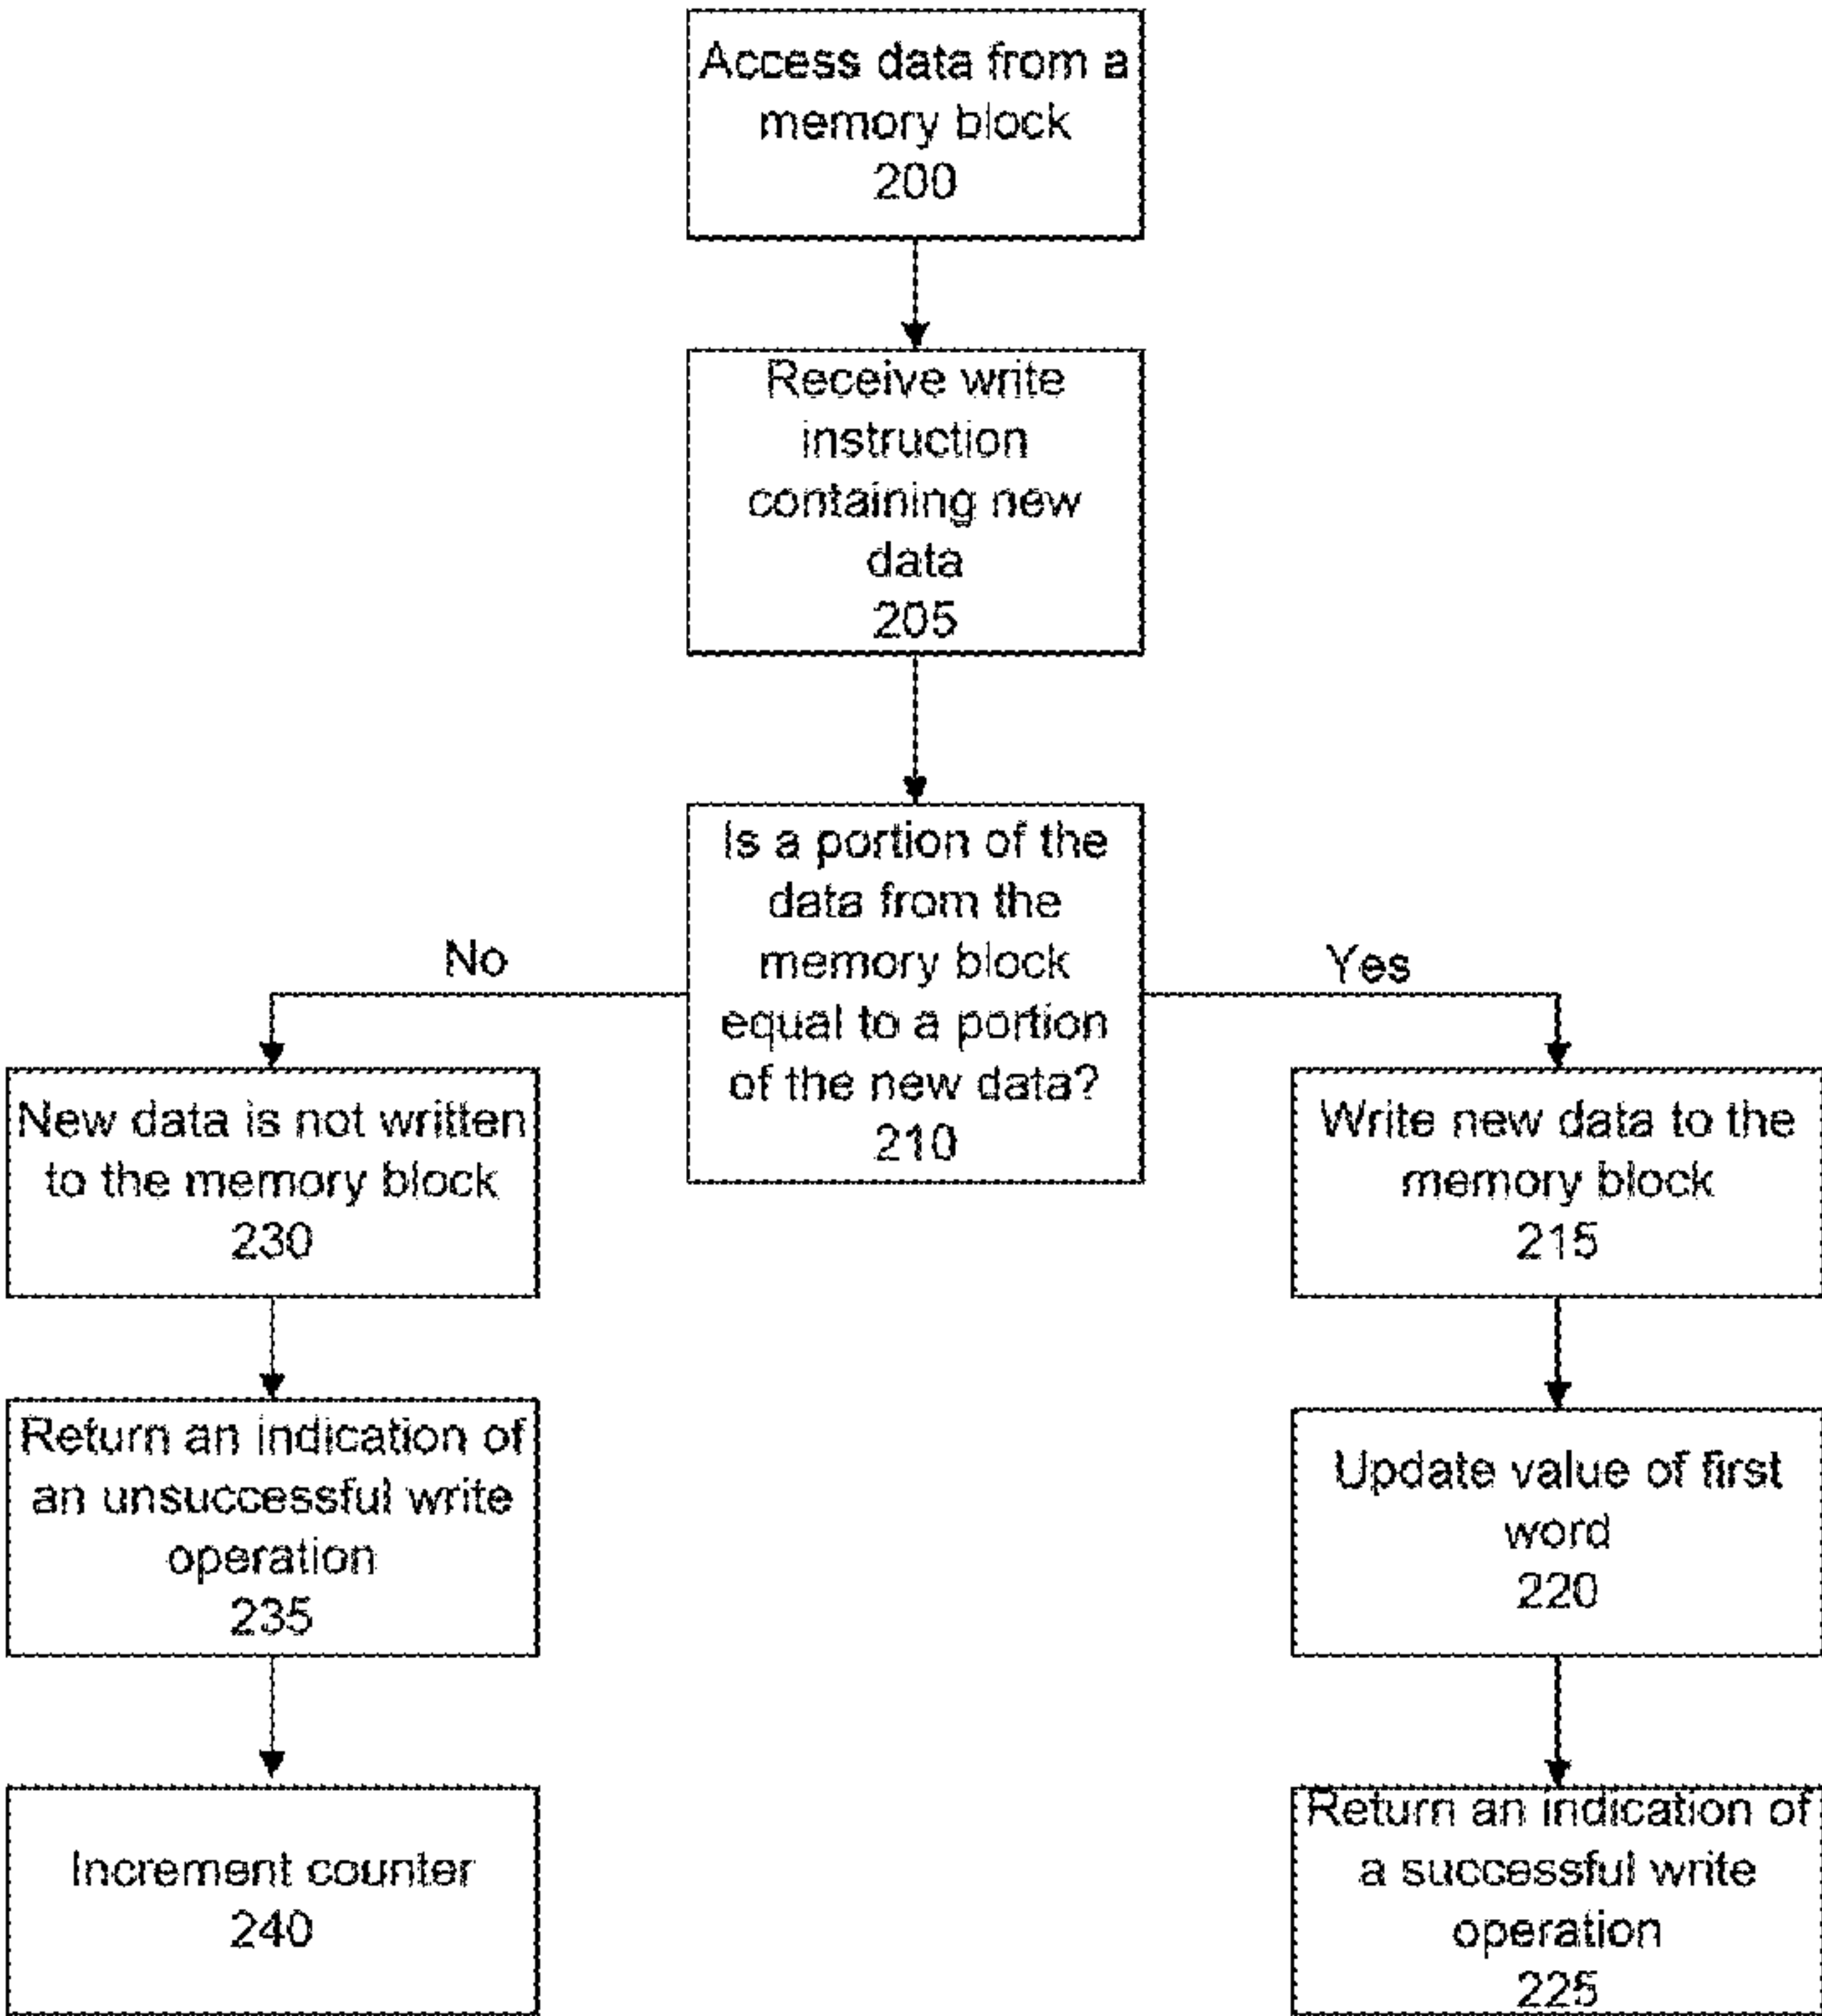 Access data from a
memory block
200
Receive write
instruction
containing new
data
205
Is a portion of the
data from the
memory block
equal to a portion
of the new data?
210
No
Yes
New data is not written
to the memory block
230
Return an indication of
an unsuccessful write
operation
235
Increment counter
240
Write new data to the
memory block
215
Update value of first
word
220
Return an indication of
a successful write
operation
225